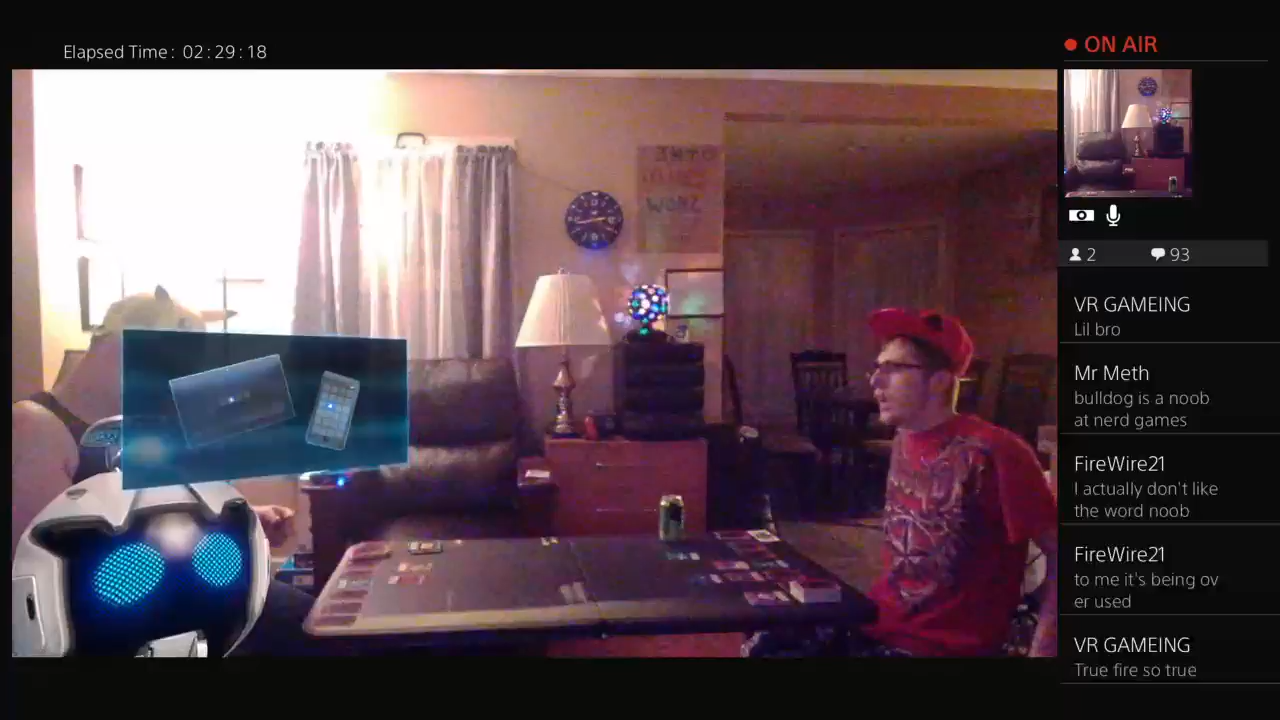 Elapsed Time: 02:29:18
ON AIR
2 93
VR GAMEING
Lil bro
Mr Meth
bulldog is a noob
at nerd games
FireWire21
I actually don't like
the word noob
FireWire21
to me it's being ov
er used
VR GAMEING
True fire so true